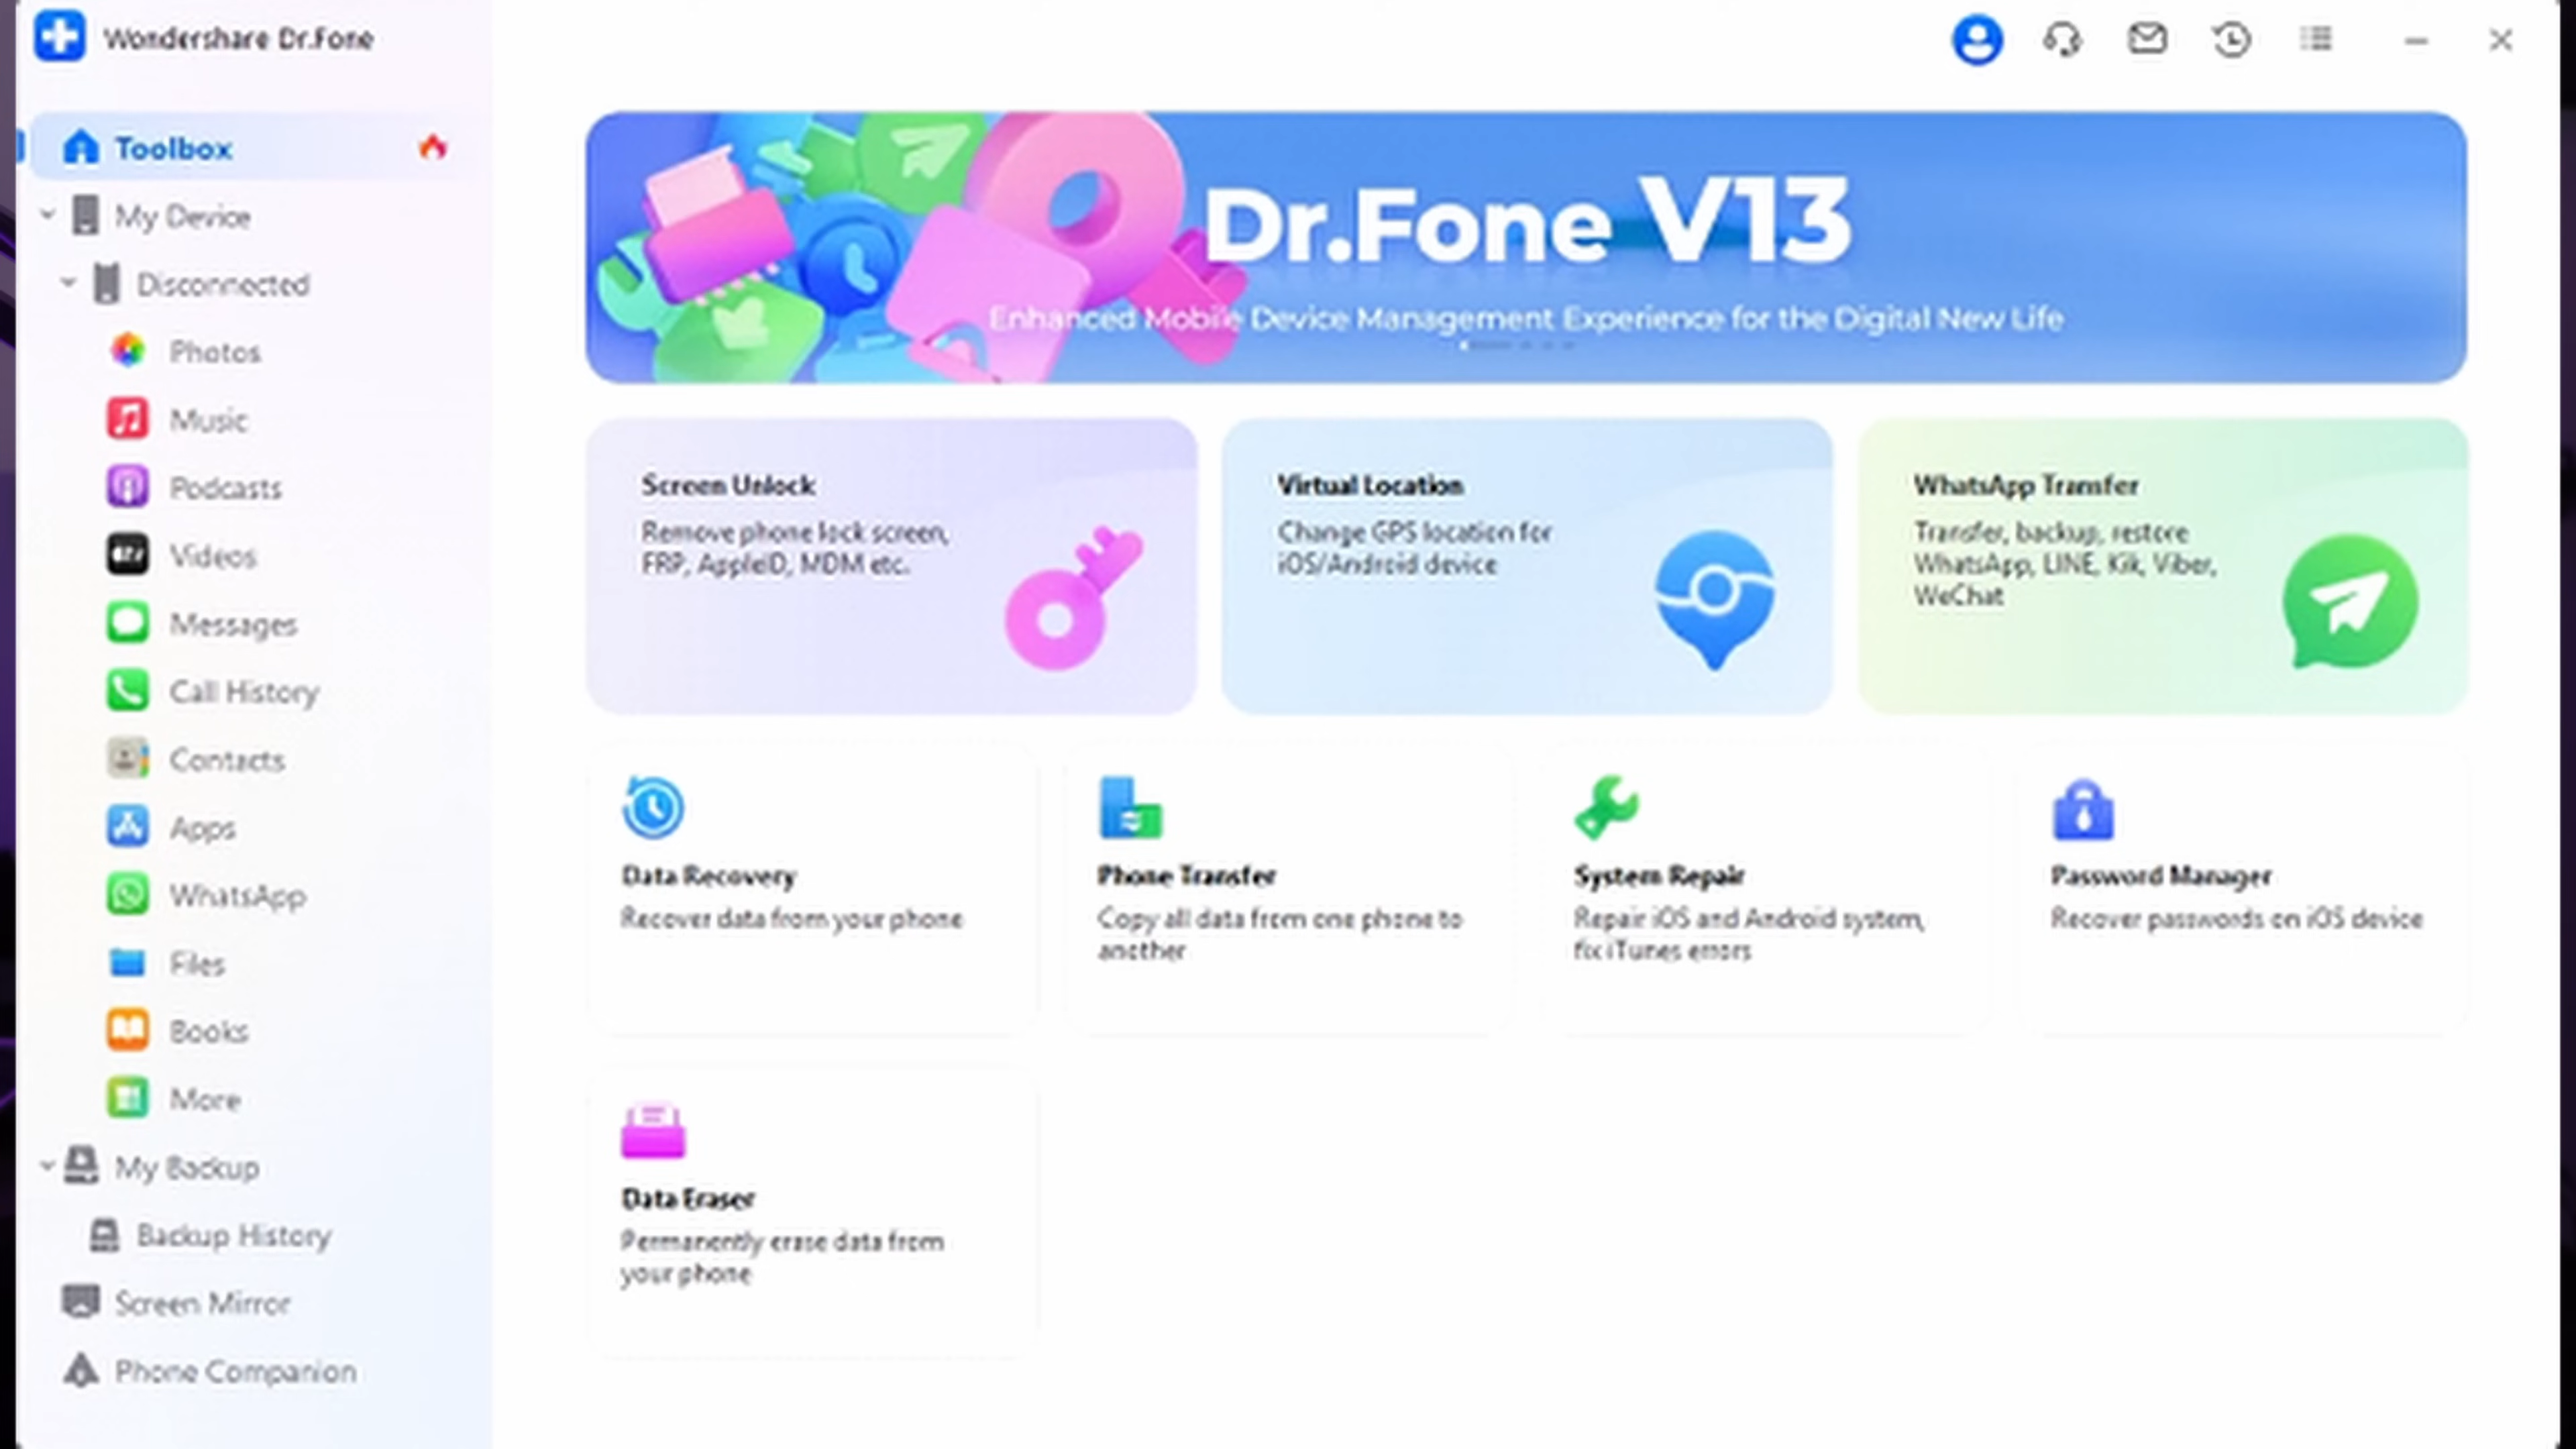 Wondershare Dr.Fone
Toolbox
My Device
Disconnected
Photos
Music
Podcasts
Videos
Messages
Call History
Contacts
Apps
WhatsApp
Files
Books
More
My Backup
Backup History
Screen Mirror
Phone Companion
Dr.Fone V13
Enhanced Mobile Device Management Experience for the Digital New Life
Screen Unlock
Remove phone lock screen,
FRP, AppleID, MDM etc.
Virtual Location
Change GPS location for
iOS/Android device
WhatsApp Transfer
Transfer, backup, restore
WhatsApp, LINE, Kik, Viber,
WeChat
Data Recovery
Recover data from your phone
Phone Transfer
Copy all data from one phone to
another
System Repair
Repair iOS and Android system,
fix iTunes errors
Password Manager
Recover passwords on iOS device
Data Eraser
Permanently erase data from
your phone